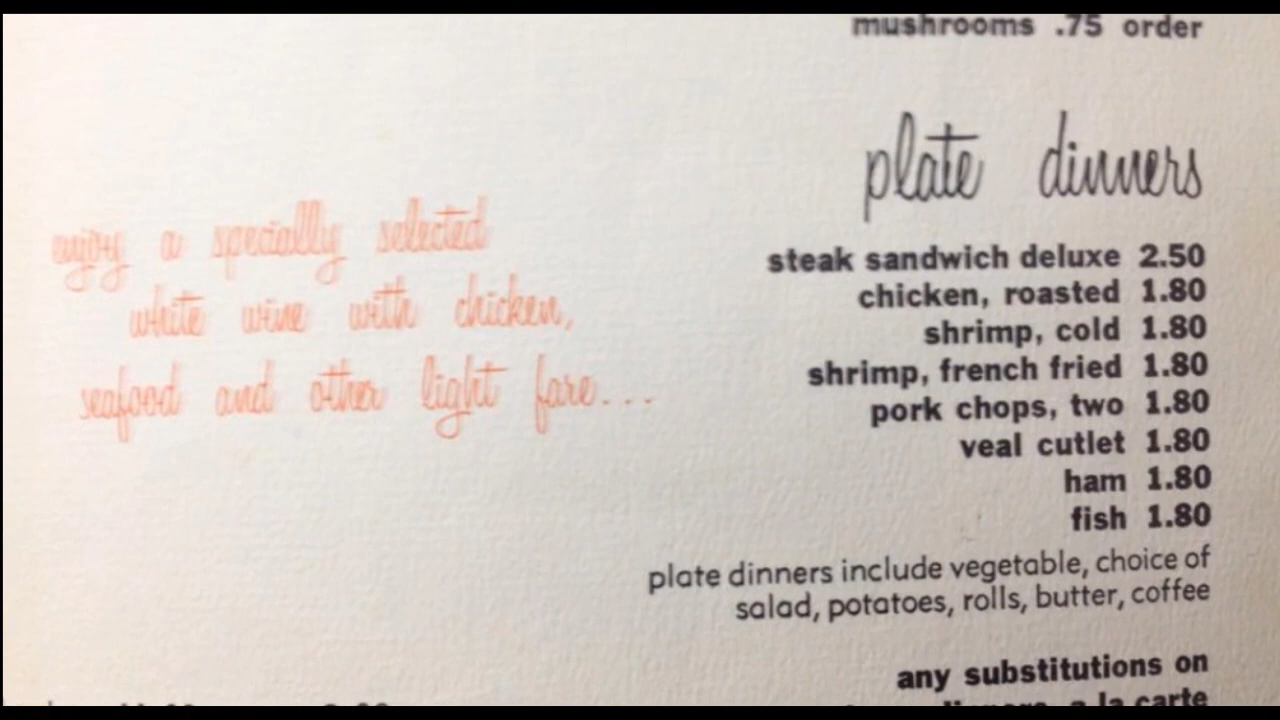 mushrooms .75 order
plate dinners
enjoy a specially selected
white wine with chicken,
seafood and other light fare...
steak sandwich deluxe 2.50
chicken, roasted 1.80
shrimp, cold 1.80
shrimp, french fried 1.80
pork chops, two 1.80
veal cutlet 1.80
ham 1.80
fish 1.80
plate dinners include vegetable, choice of
salad, potatoes, rolls, butter, coffee
any substitutions on
dinners, a la carte